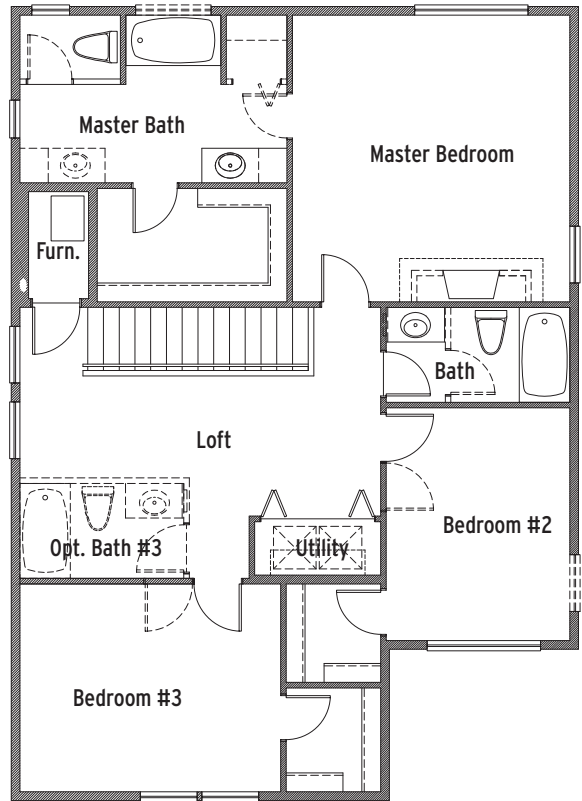 Master Bath
Master Bedroom
Furn.
Bath
Loft
Bedroom #2
Opt. Bath #3
Utility
Bedroom #3